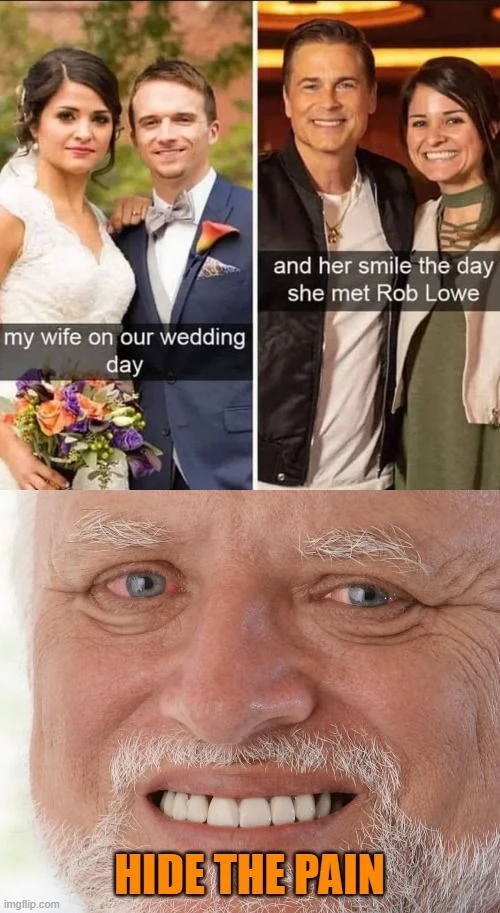 my wife on our wedding
day
and her smile the day
she met Rob Lowe
HIDE THE PAIN
imgflip.com